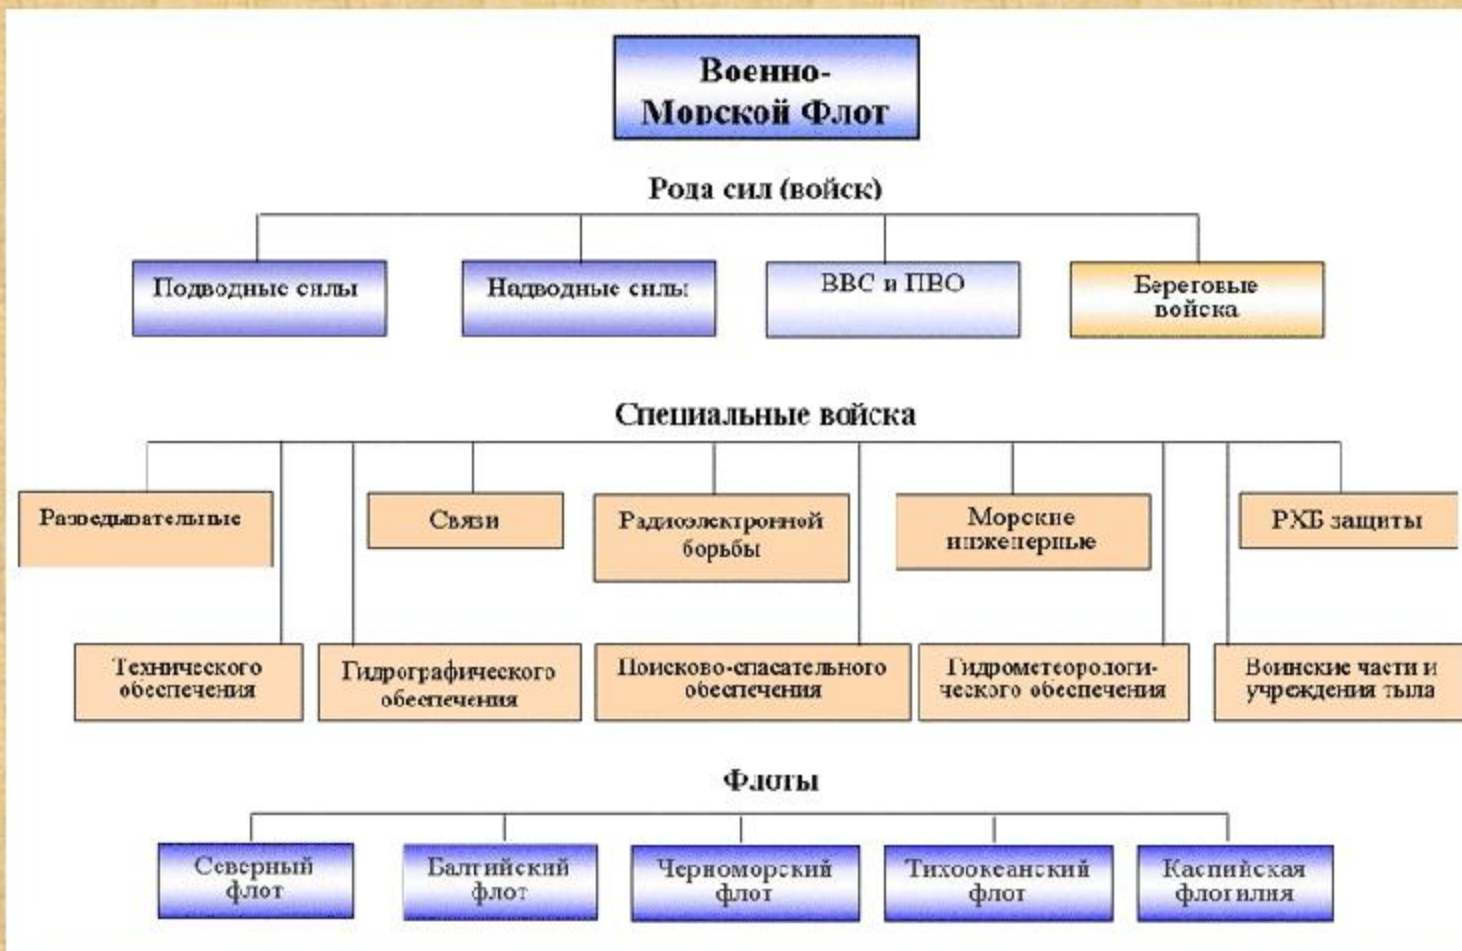 Военно-
Морской Флот
Рода сил (войск)
Подводные силы
Надводные силы
ВВС и ПВО
Береговые
войска
Специальные войска
Разведывательные
Связи
Радиоэлектронной
борьбы
Морские
инженерные
РХБ защиты
Технического
обеспечения
Гидрографического
обеспечения
Поисково-спасательного
обеспечения
Гидрометеорологи-
ческого обеспечения
Воинские части и
учреждения тыла
Флоты
Северный
флот
Балтийский
флот
Черноморский
флот
Тихоокеанский
флот
Каспийская
флотилия